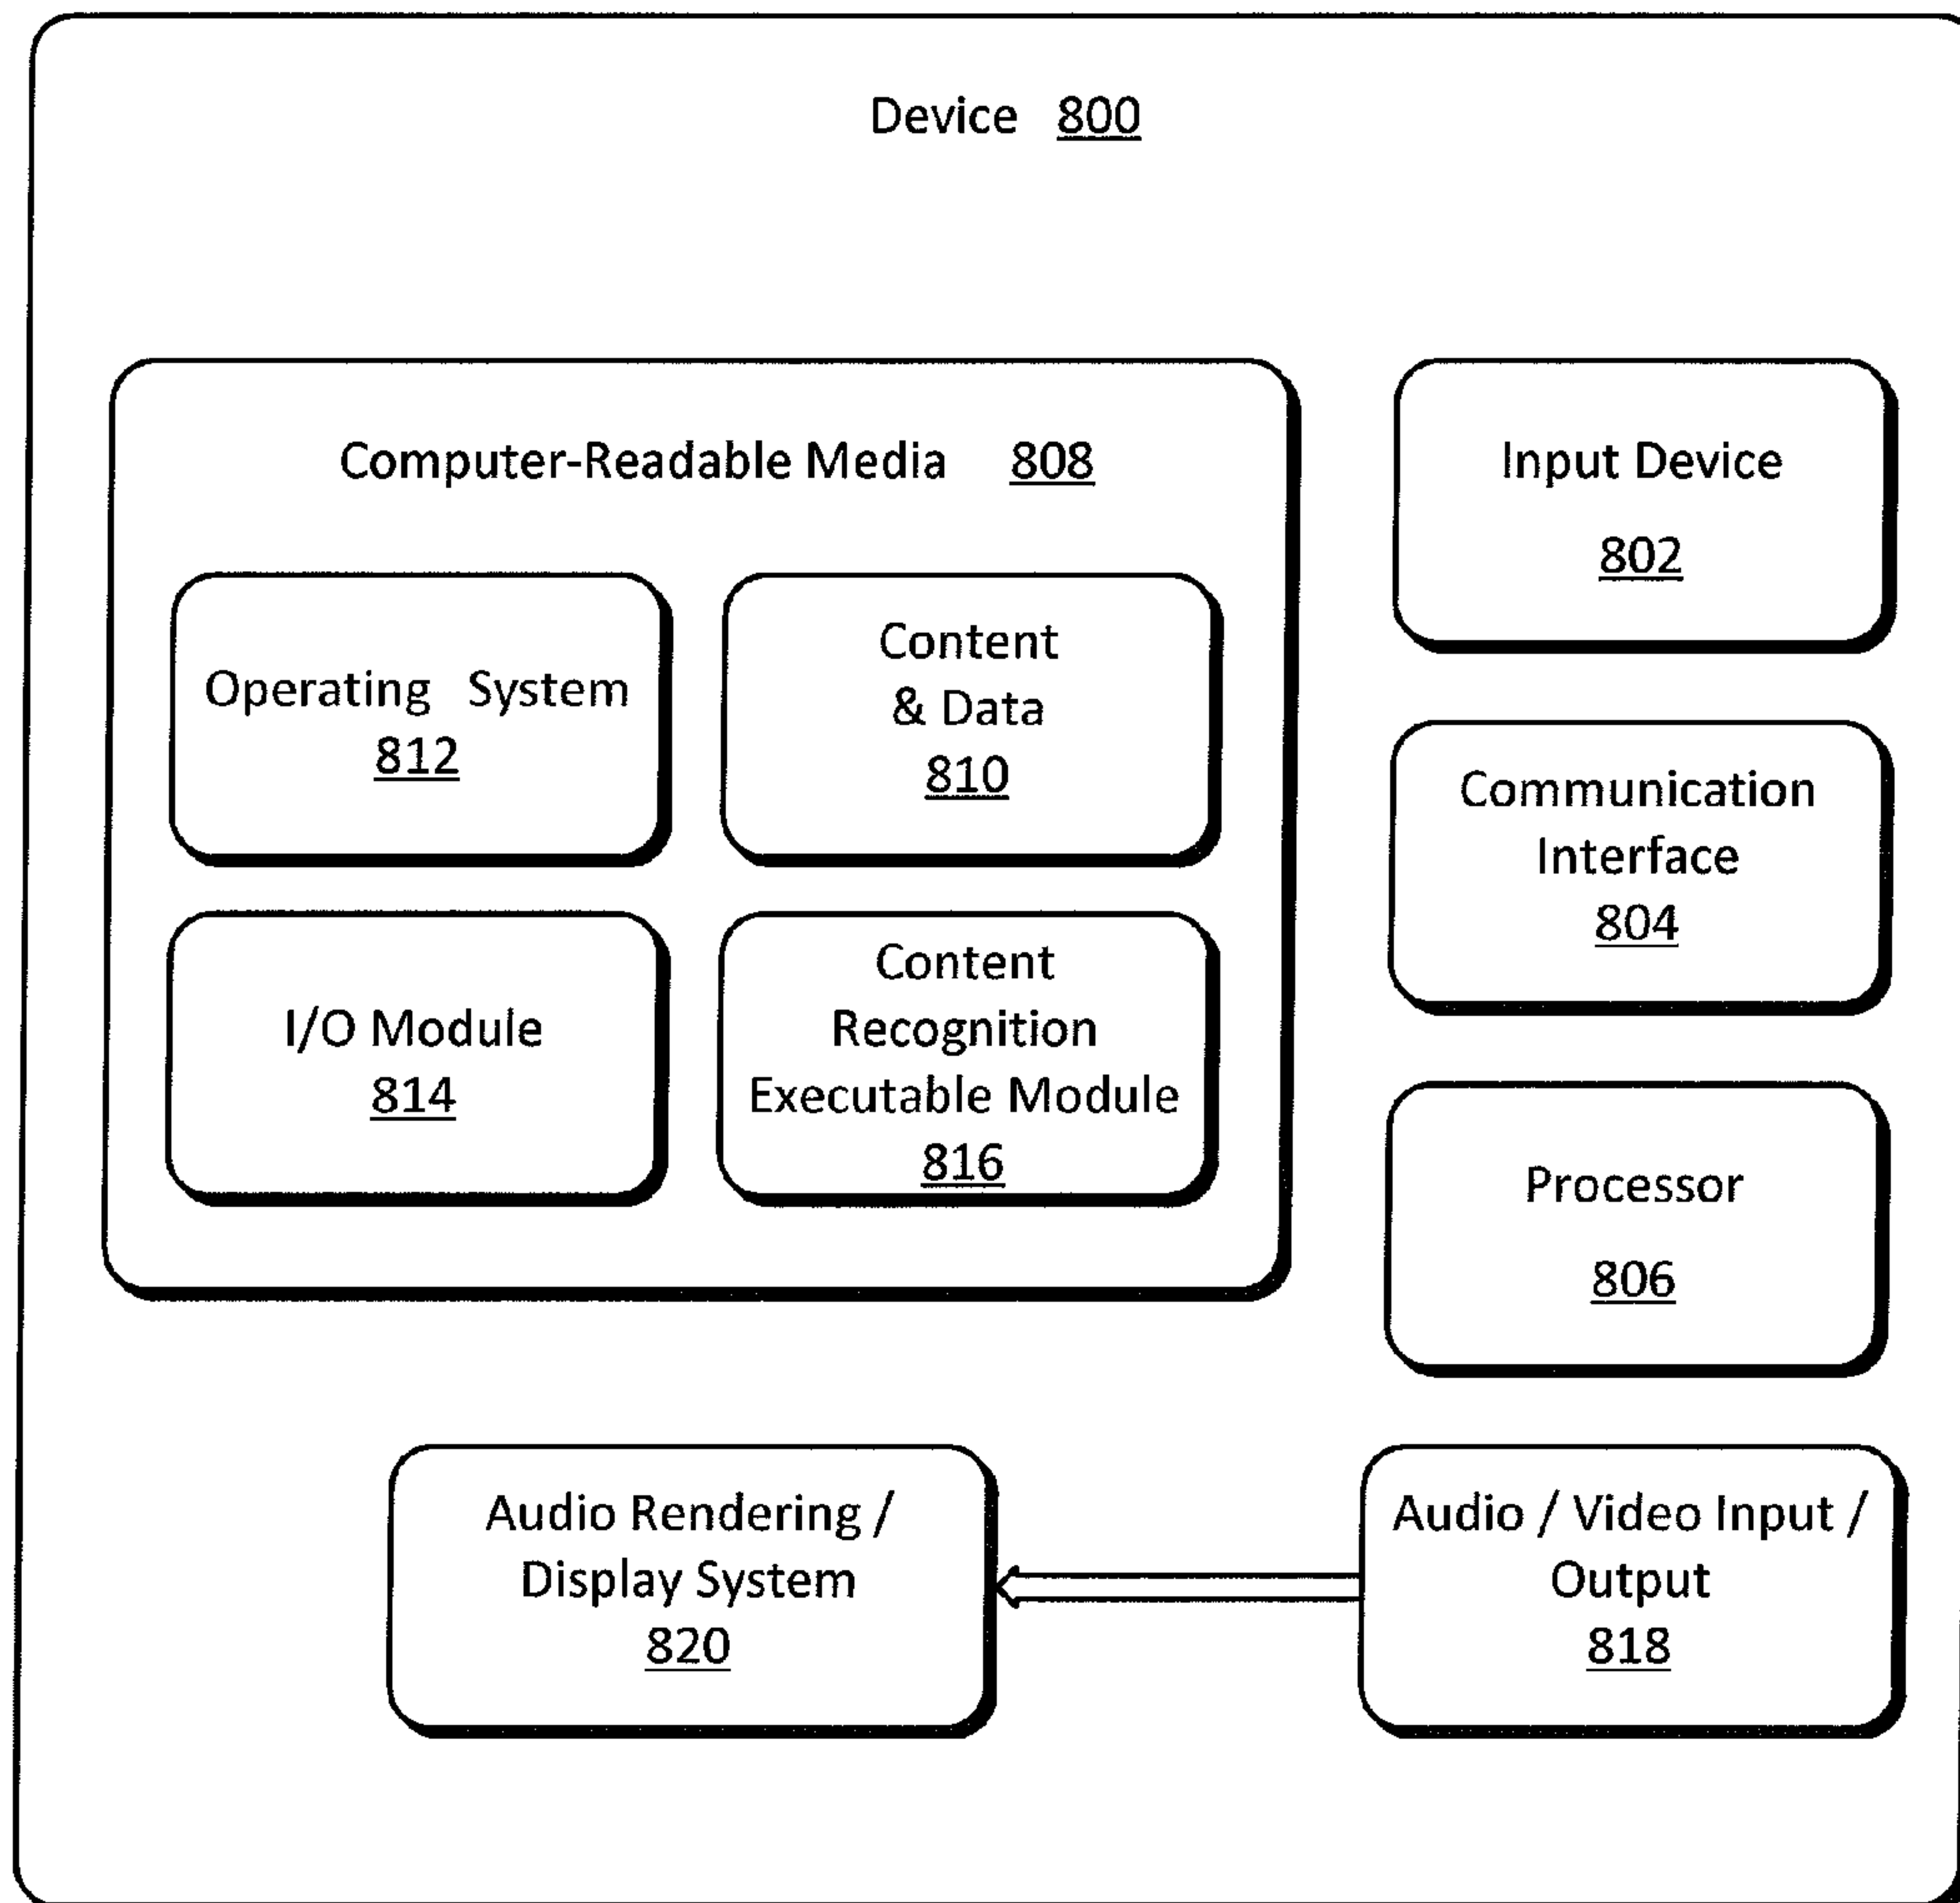 Device 800
Computer-Readable Media 808
Operating System
812
Content
& Data
810
I/O Module
814
Content
Recognition
Executable Module
816
Input Device
802
Communication
Interface
804
Processor
806
Audio Rendering /
Display System
820
Audio / Video Input /
Output
818